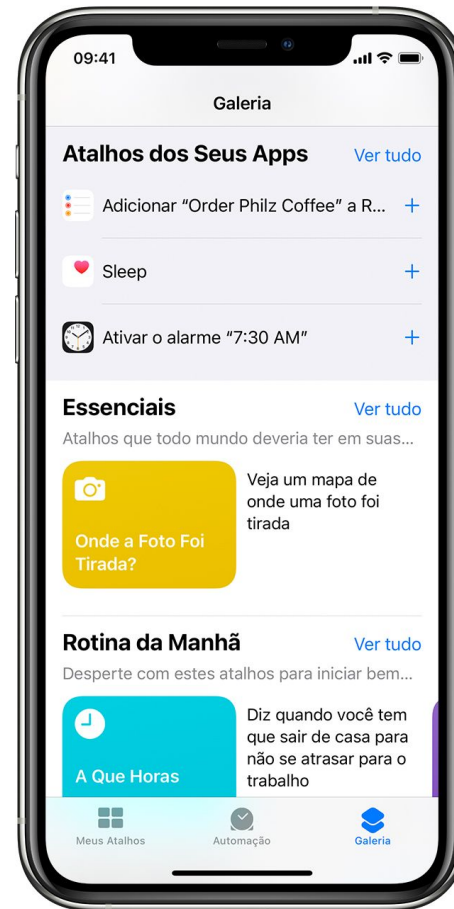 09:41
Galeria
Atalhos dos Seus Apps
Ver tudo
Adicionar “Order Philz Coffee” a R...
Sleep
Ativar o alarme “7:30 AM”
Essenciais
Ver tudo
Atalhos que todo mundo deveria ter em suas...
Onde a Foto Foi
Tirada?
Veja um mapa de
onde uma foto foi
tirada
Rotina da Manhã
Ver tudo
Desperte com estes atalhos para iniciar bem...
A Que Horas
Diz quando você tem
que sair de casa para
não se atrasar para o
trabalho
Meus Atalhos
Automação
Galeria